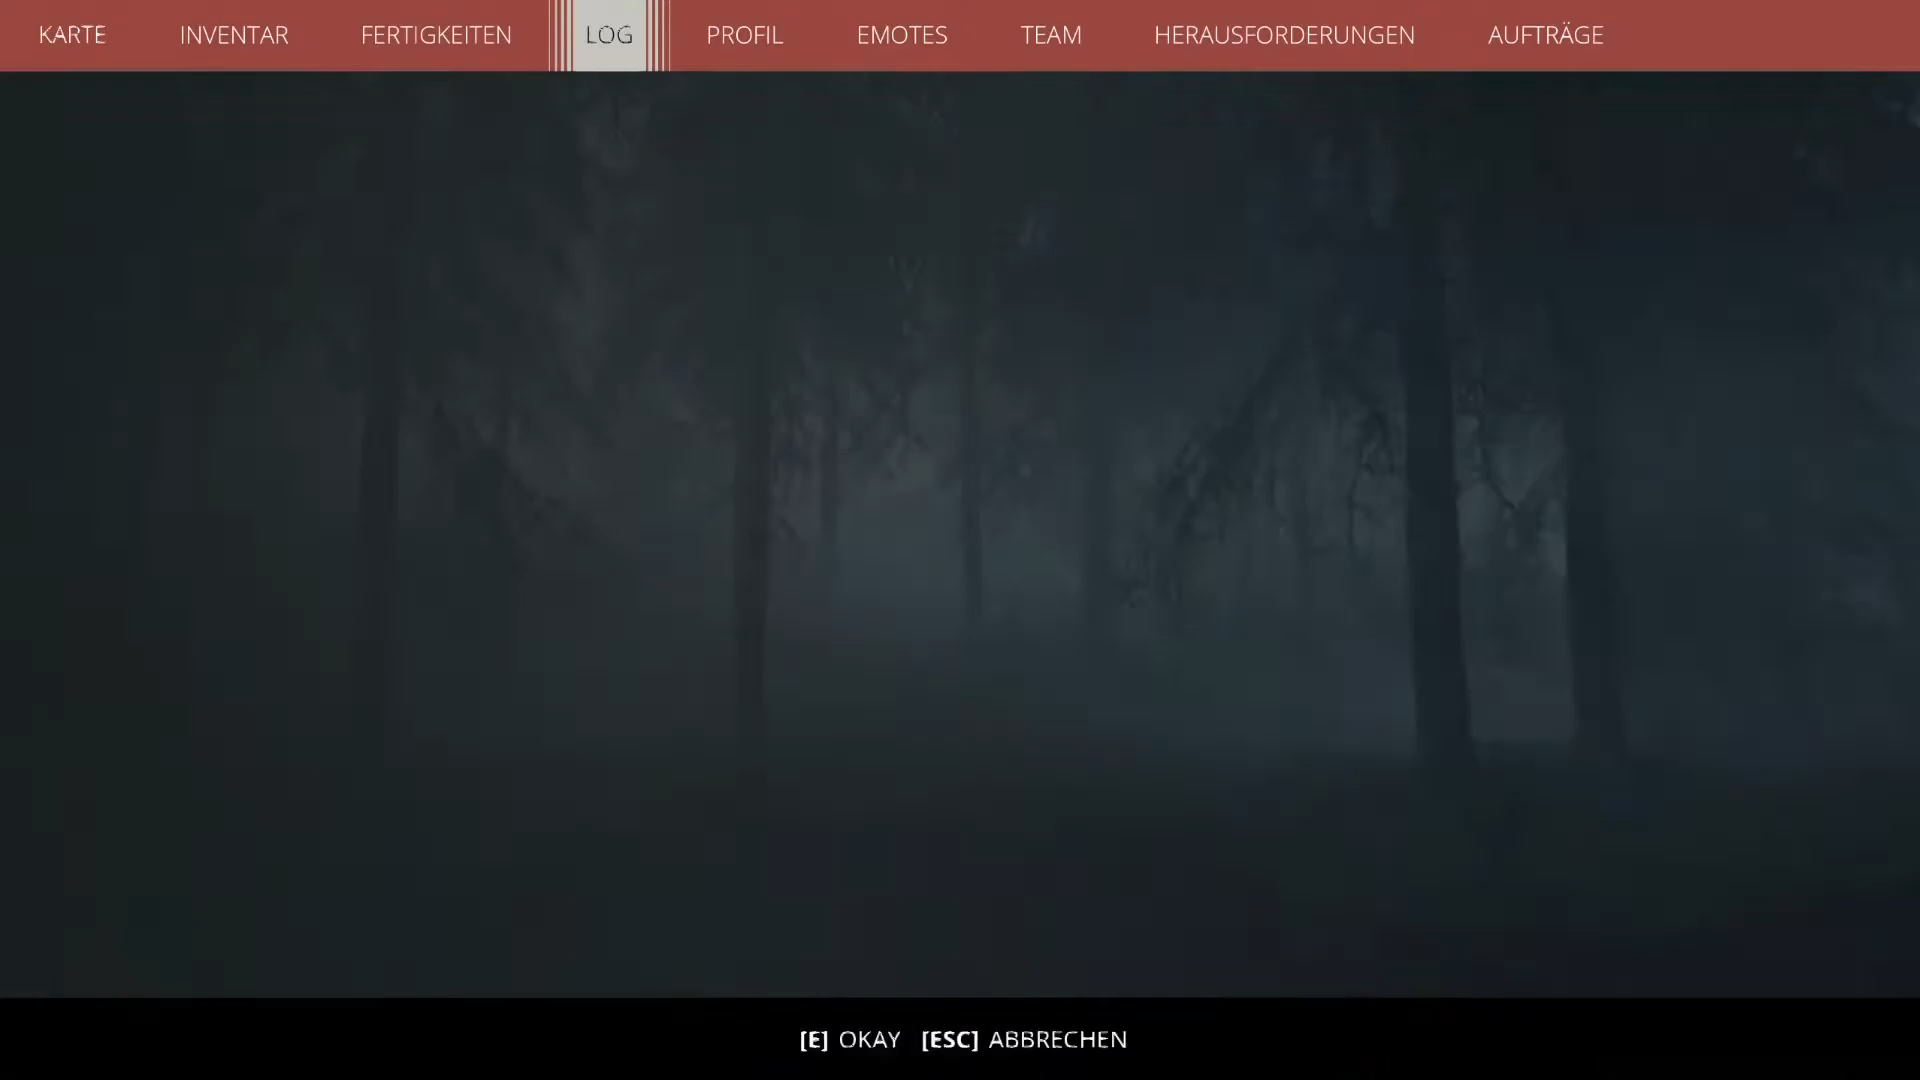 KARTE INVENTAR FERTIGKEITEN LOG PROFIL EMOTES TEAM HERAUSFORDERUNGEN AUFTRÄGE
[E] OKAY [ESC] ABBRECHEN